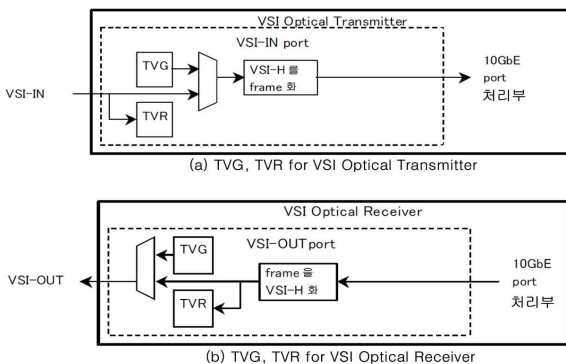 VSI Optical Transmitter
VSI-IN port
TVG
VSI-H 를
frame 화
10GbE
port
처리부
VSI-IN
TVR
(a) TVG, TVR for VSI Optical Transmitter
VSI Optical Receiver
VSI-OUT port
TVG
VSI-OUT
frame 을
VSI-H 화
10GbE
port
처리부
TVR
(b) TVG, TVR for VSI Optical Receiver